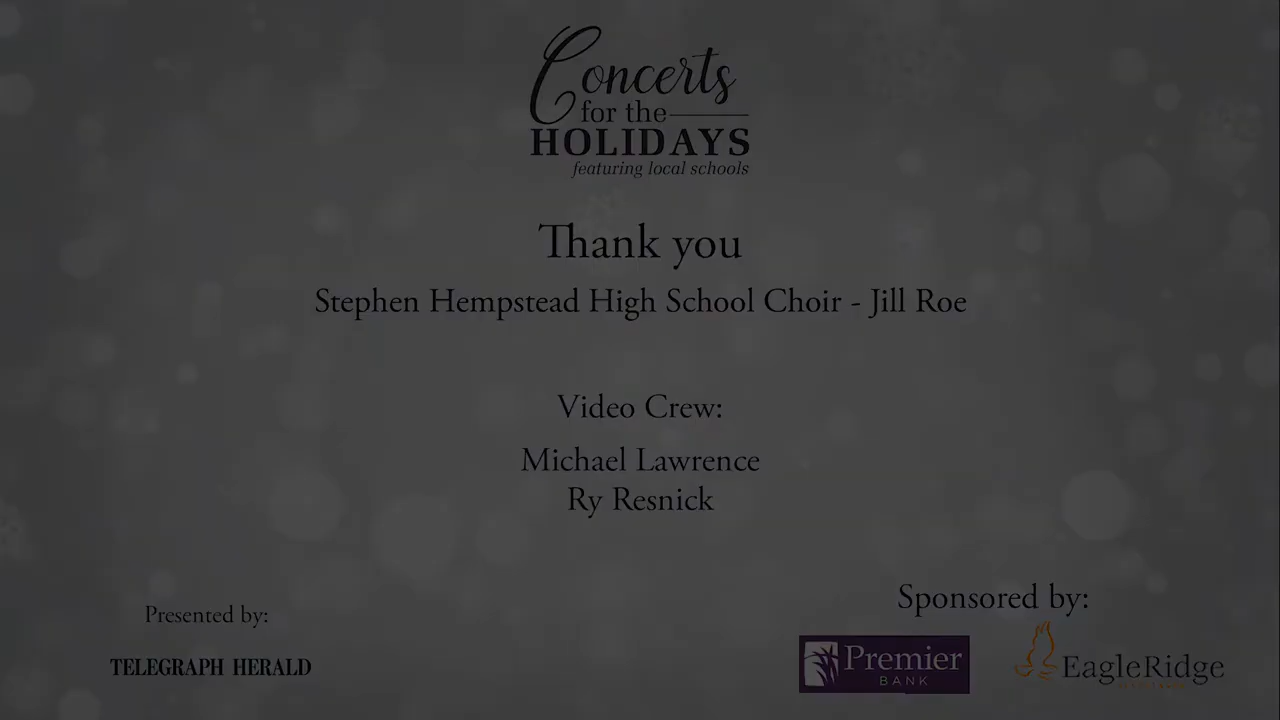 Concerts
for the
HOLIDAYS
featuring local schools
Thank you
Stephen Hempstead High School Choir - Jill Roe
Video Crew:
Michael Lawrence
Ry Resnick
Presented by:
TELEGRAPH HERALD
Sponsored by:
Premier
BANK
EagleRidge